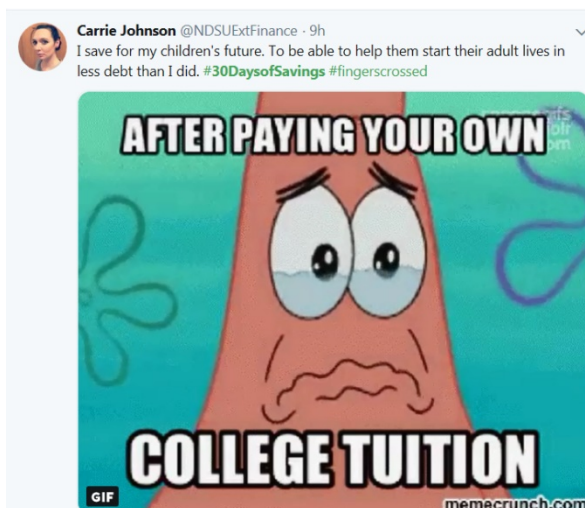 Carrie Johnson @NDSUExtFinance · 9h
I save for my children's future. To be able to help them start their adult lives in
less debt than I did. #30DaysofSavings #fingerscrossed
AFTER PAYING YOUR OWN
COLLEGE TUITION
GIF
memecrunch.com